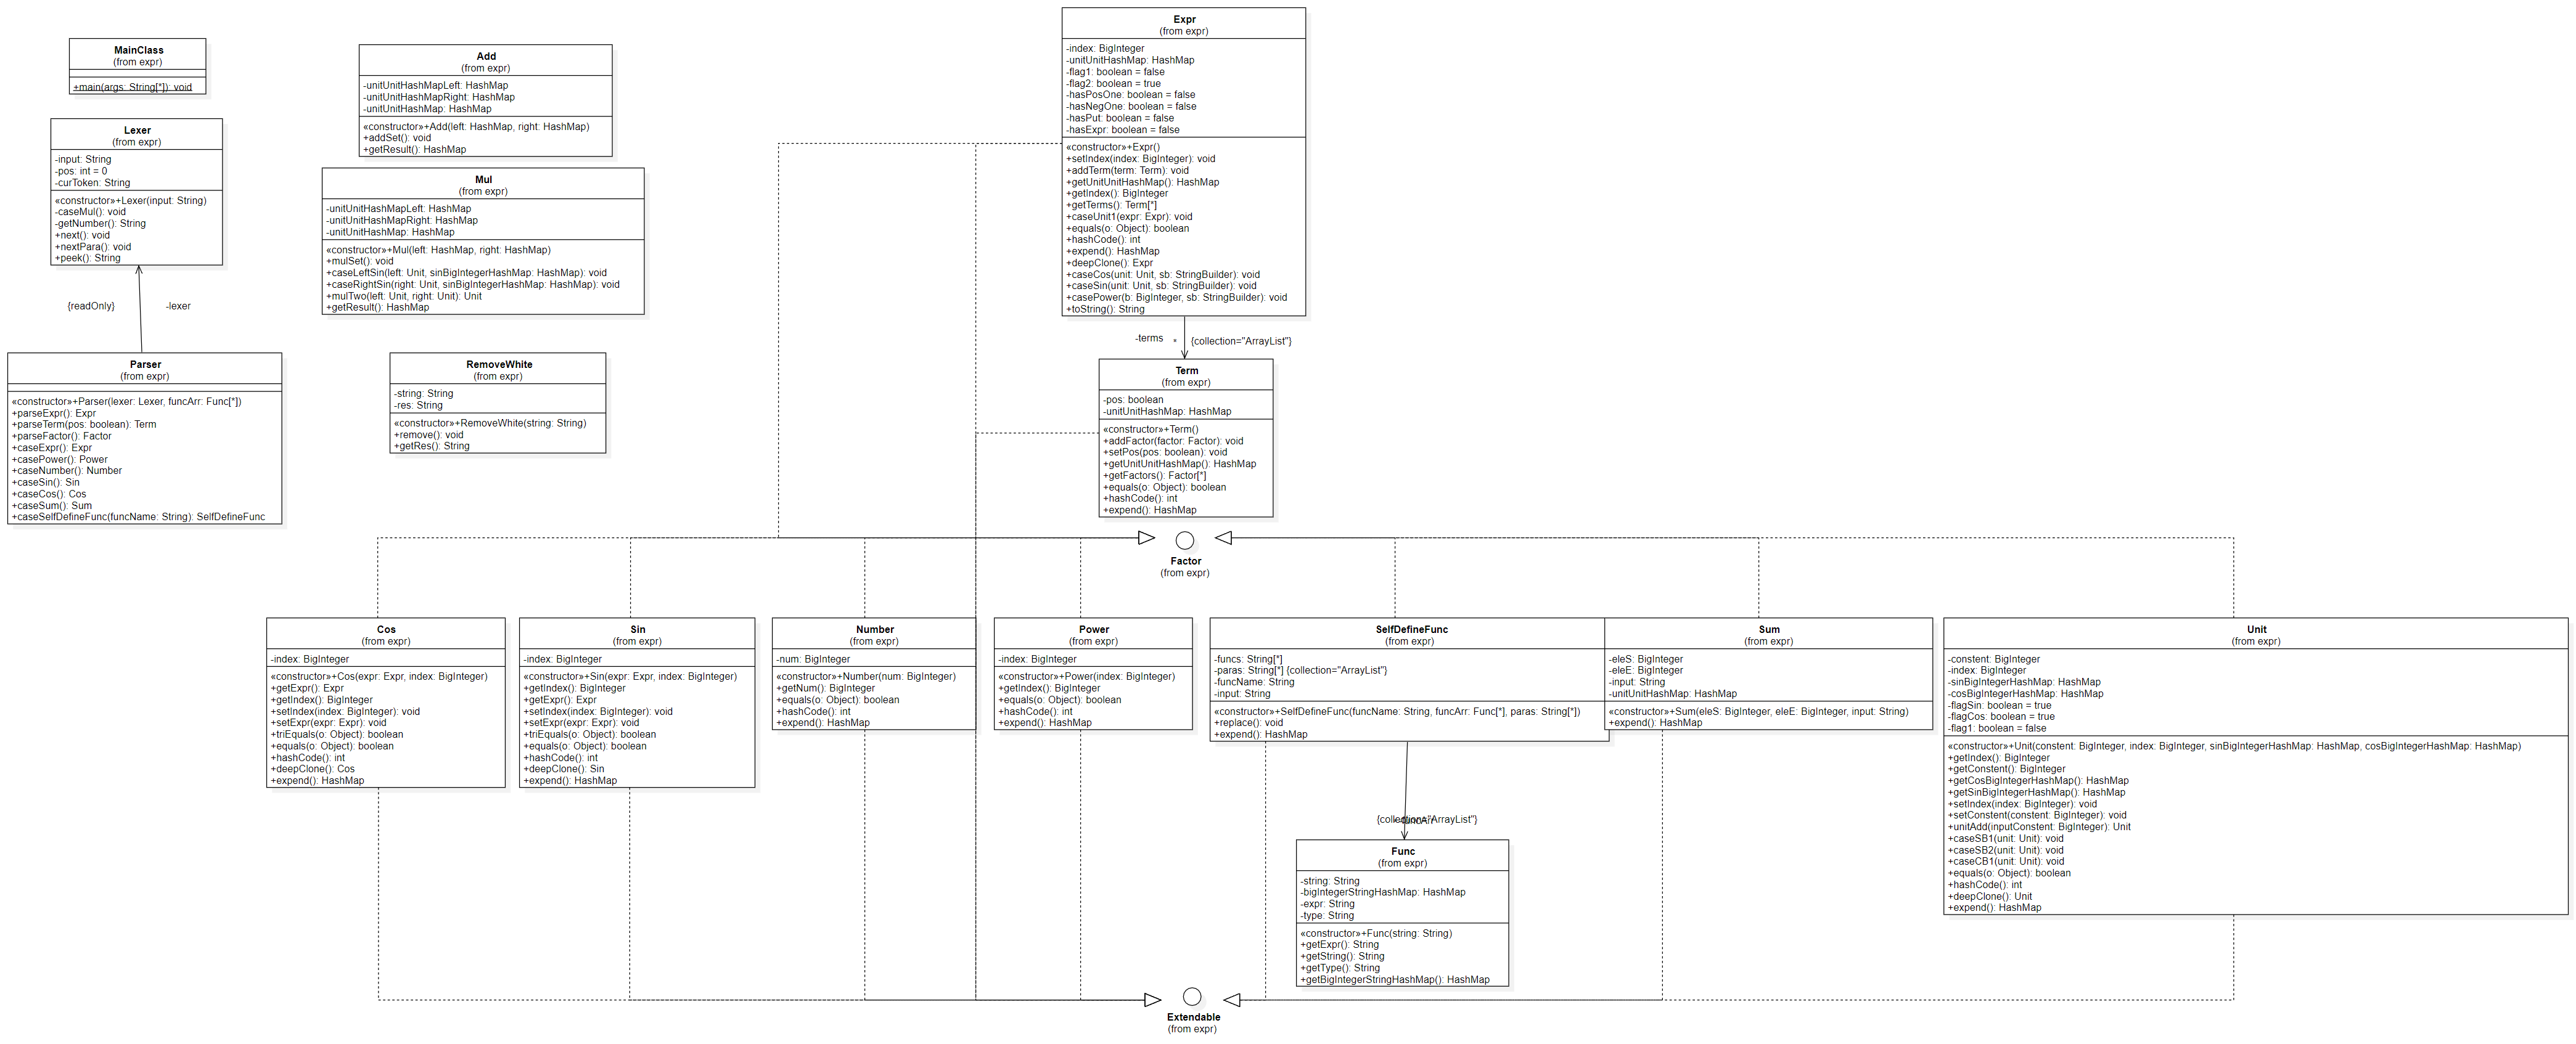 MainClass
(from expr)
+main(args: String[*]): void
Lexer
(from expr)
-input: String
-pos: int = 0
-curToken: String
«constructor»+Lexer(input: String)
-caseMul(): void
-getNumber(): String
+next(): void
+nextPara(): void
+peek(): String
{readOnly}
-lexer
Parser
(from expr)
«constructor»+Parser(lexer: Lexer, funcArr: Func[*])
+parseExpr(): Expr
+parseTerm(pos: boolean): Term
+parseFactor(): Factor
+caseExpr(): Expr
+casePower(): Power
+caseNumber(): Number
+caseSin(): Sin
+caseCos(): Cos
+caseSum(): Sum
+caseSelfDefineFunc(funcName: String): SelfDefineFunc
Add
(from expr)
-unitUnitHashMapLeft: HashMap
-unitUnitHashMapRight: HashMap
-unitUnitHashMap: HashMap
«constructor»+Add(left: HashMap, right: HashMap)
+addSet(): void
+getResult(): HashMap
Mul
(from expr)
-unitUnitHashMapLeft: HashMap
-unitUnitHashMapRight: HashMap
-unitUnitHashMap: HashMap
«constructor»+Mul(left: HashMap, right: HashMap)
+mulSet(): void
+caseLeftSin(left: Unit, sinBigIntegerHashMap: HashMap): void
+caseRightSin(right: Unit, sinBigIntegerHashMap: HashMap): void
+mulTwo(left: Unit, right: Unit): Unit
+getResult(): HashMap
RemoveWhite
(from expr)
-string: String
-res: String
«constructor»+RemoveWhite(string: String)
+remove(): void
+getRes(): String
Expr
(from expr)
-index: BigInteger
-unitUnitHashMap: HashMap
-flag1: boolean = false
-flag2: boolean = true
-hasPosOne: boolean = false
-hasNegOne: boolean = false
-hasPut: boolean = false
-hasExpr: boolean = false
«constructor»+Expr()
+setIndex(index: BigInteger): void
+addTerm(term: Term): void
+getUnitUnitHashMap(): HashMap
+getIndex(): BigInteger
+getTerms(): Term[*]
+caseUnit1(expr: Expr): void
+equals(o: Object): boolean
+hashCode(): int
+expend(): HashMap
+deepClone(): Expr
+caseCos(unit: Unit, sb: StringBuilder): void
+caseSin(unit: Unit, sb: StringBuilder): void
+casePower(b: BigInteger, sb: StringBuilder): void
+toString(): String
-terms * {collection="ArrayList"}
Term
(from expr)
-pos: boolean
-unitUnitHashMap: HashMap
«constructor»+Term()
+addFactor(factor: Factor): void
+setPos(pos: boolean): void
+getUnitUnitHashMap(): HashMap
+getFactors(): Factor[*]
+equals(o: Object): boolean
+hashCode(): int
+expend(): HashMap
Factor
(from expr)
Cos
(from expr)
-index: BigInteger
«constructor»+Cos(expr: Expr, index: BigInteger)
+getExpr(): Expr
+getIndex(): BigInteger
+setIndex(index: BigInteger): void
+setExpr(expr: Expr): void
+triEquals(o: Object): boolean
+equals(o: Object): boolean
+hashCode(): int
+deepClone(): Cos
+expend(): HashMap
Sin
(from expr)
-index: BigInteger
«constructor»+Sin(expr: Expr, index: BigInteger)
+getIndex(): BigInteger
+getExpr(): Expr
+setIndex(index: BigInteger): void
+setExpr(expr: Expr): void
+triEquals(o: Object): boolean
+equals(o: Object): boolean
+hashCode(): int
+deepClone(): Sin
+expend(): HashMap
Number
(from expr)
-num: BigInteger
«constructor»+Number(num: BigInteger)
+getNum(): BigInteger
+equals(o: Object): boolean
+hashCode(): int
+expend(): HashMap
Power
(from expr)
-index: BigInteger
«constructor»+Power(index: BigInteger)
+getIndex(): BigInteger
+equals(o: Object): boolean
+hashCode(): int
+expend(): HashMap
SelfDefineFunc
(from expr)
-funcs: String[*]
-paras: String[*] {collection="ArrayList"}
-funcName: String
-input: String
«constructor»+SelfDefineFunc(funcName: String, funcArr: Func[*], paras: String[*])
+replace(): void
+expend(): HashMap
Sum
(from expr)
-eleS: BigInteger
-eleE: BigInteger
-input: String
-unitUnitHashMap: HashMap
«constructor»+Sum(eleS: BigInteger, eleE: BigInteger, input: String)
+expend(): HashMap
Unit
(from expr)
-constent: BigInteger
-index: BigInteger
-sinBigIntegerHashMap: HashMap
-cosBigIntegerHashMap: HashMap
-flagSin: boolean = true
-flagCos: boolean = true
-flag1: boolean = false
«constructor»+Unit(constent: BigInteger, index: BigInteger, sinBigIntegerHashMap: HashMap, cosBigIntegerHashMap: HashMap)
+getIndex(): BigInteger
+getConstent(): BigInteger
+getCosBigIntegerHashMap(): HashMap
+getSinBigIntegerHashMap(): HashMap
+setIndex(index: BigInteger): void
+setConstent(constent: BigInteger): void
+unitAdd(inputConstent: BigInteger): Unit
+caseSB1(unit: Unit): void
+caseSB2(unit: Unit): void
+caseCB1(unit: Unit): void
+equals(o: Object): boolean
+hashCode(): int
+deepClone(): Unit
+expend(): HashMap
{collection="ArrayList"}
Func
(from expr)
-string: String
-bigIntegerStringHashMap: HashMap
-expr: String
-type: String
«constructor»+Func(string: String)
+getExpr(): String
+getString(): String
+getType(): String
+getBigIntegerStringHashMap(): HashMap
Extendable
(from expr)